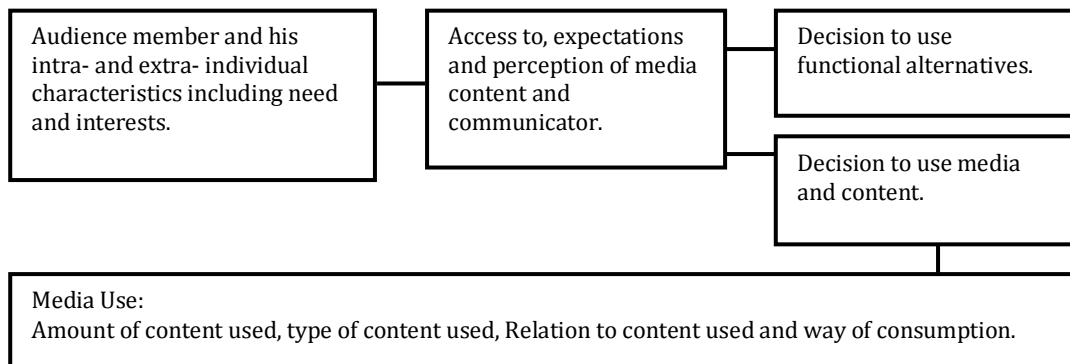 Audience member and his
intra- and extra- individual
characteristics including need
and interests.
Access to, expectations
and perception of media
content and
communicator.
Decision to use
functional alternatives.
Decision to use media
and content.
Media Use:
Amount of content used, type of content used, Relation to content used and way of consumption.